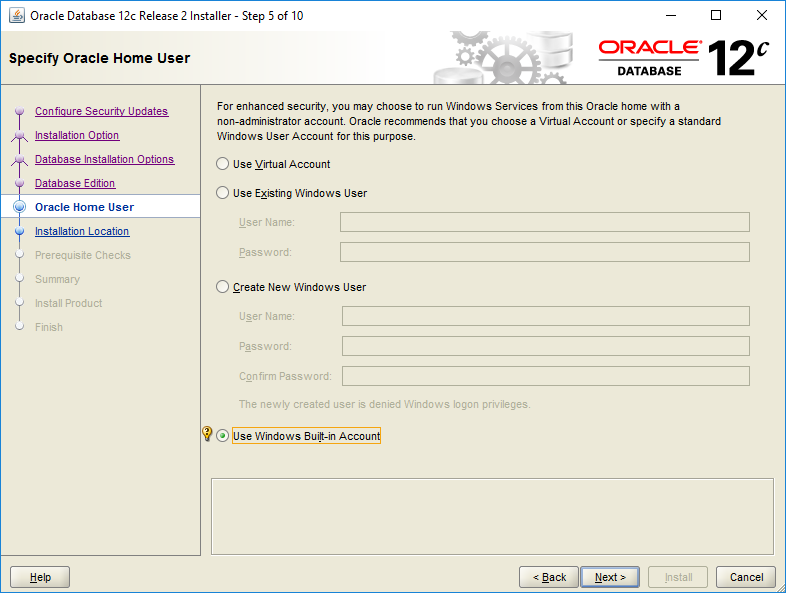 Oracle Database 12c Release 2 Installer - Step 5 of 10
Specify Oracle Home User
ORACLE®
DATABASE
12c
Configure Security Updates
Installation Option
Database Installation Options
Database Edition
Oracle Home User
Installation Location
Prerequisite Checks
Summary
Install Product
Finish
For enhanced security, you may choose to run Windows Services from this Oracle home with a
non-administrator account. Oracle recommends that you choose a Virtual Account or specify a standard
Windows User Account for this purpose.
Use Virtual Account
Use Existing Windows User
User Name:
Password:
Create New Windows User
User Name:
Password:
Confirm Password:
The newly created user is denied Windows logon privileges.
Use Windows Built-in Account
Help
< Back
Next >
Install
Cancel